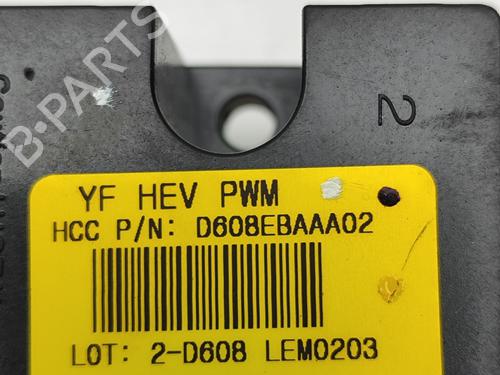 B-PARTS
2
YF HEV PWM
HCC P/N: D608EBAAA02
LOT: 2-D608 LEM0203